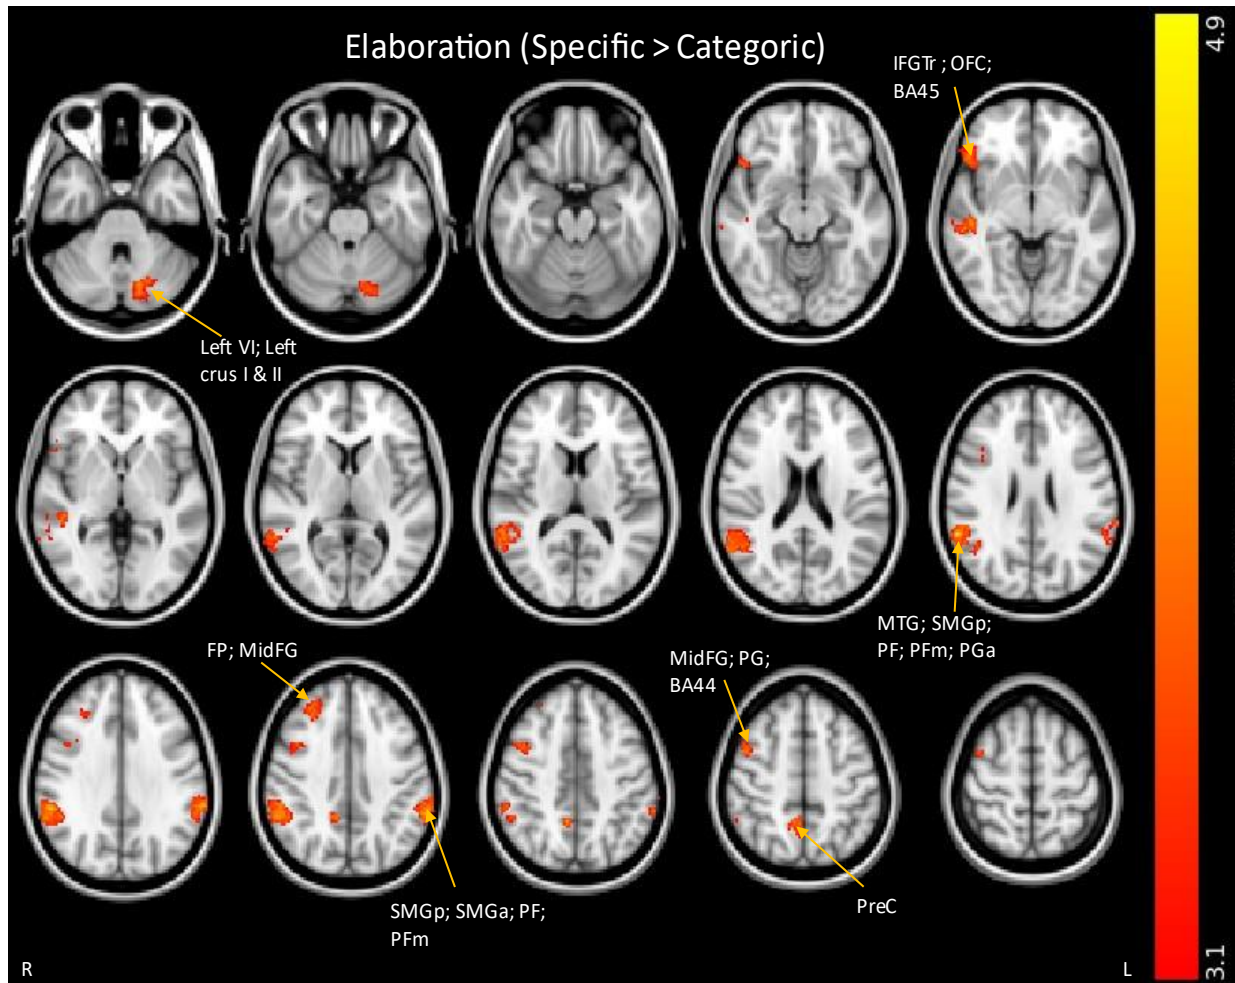 Elaboration (Specific > Categoric)
4.9
IFGTr ; OFC;
BA45
Left VI; Left
crus I & II
MTG; SMGp;
PF; PFm; PGa
FP; MidFG
MidFG; PG;
BA44
SMGp; SMGa; PF;
PFm
PreC
R
L
3.1